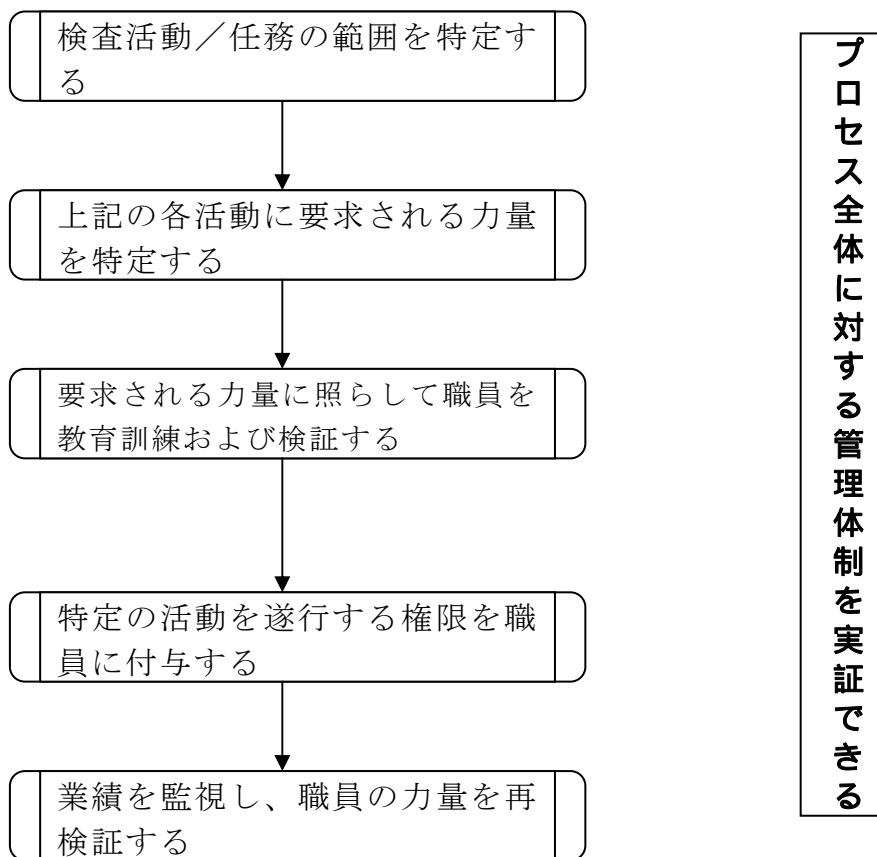 検査活動／任務の範囲を特定す
る
上記の各活動に要求される力量
を特定する
要求される力量に照らして職員を
教育訓練および検証する
特定の活動を遂行する権限を職
員に付与する
業績を監視し、職員の力量を再
検証する
プロセス全体に対する管理体制を実証できる